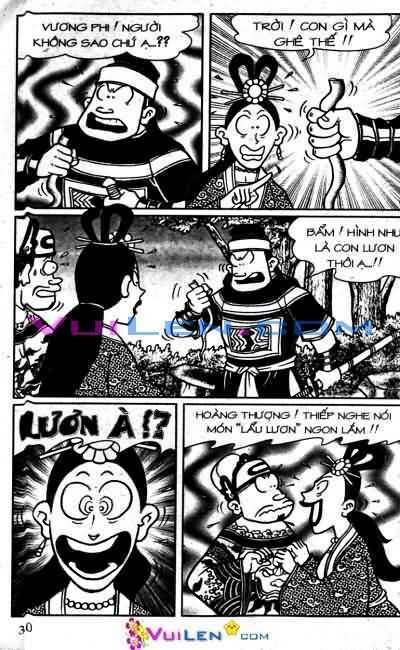 VƯƠNG PHI! NGƯỜI
KHÔNG SAO CHỨ Ạ...??
TRỜI! CON GÌ MÀ
GHÊ THẾ!!
BẨM! HÌNH NHƯ
LÀ CON LƯƠN
THÔI Ạ...!!
VUILEN.COM
LƯƠN À!?
HOÀNG THƯỢNG! THIẾP NGHE NÓI
MÓN "LẨU LƯƠN" NGON LẮM!!
30
VUILEN.COM